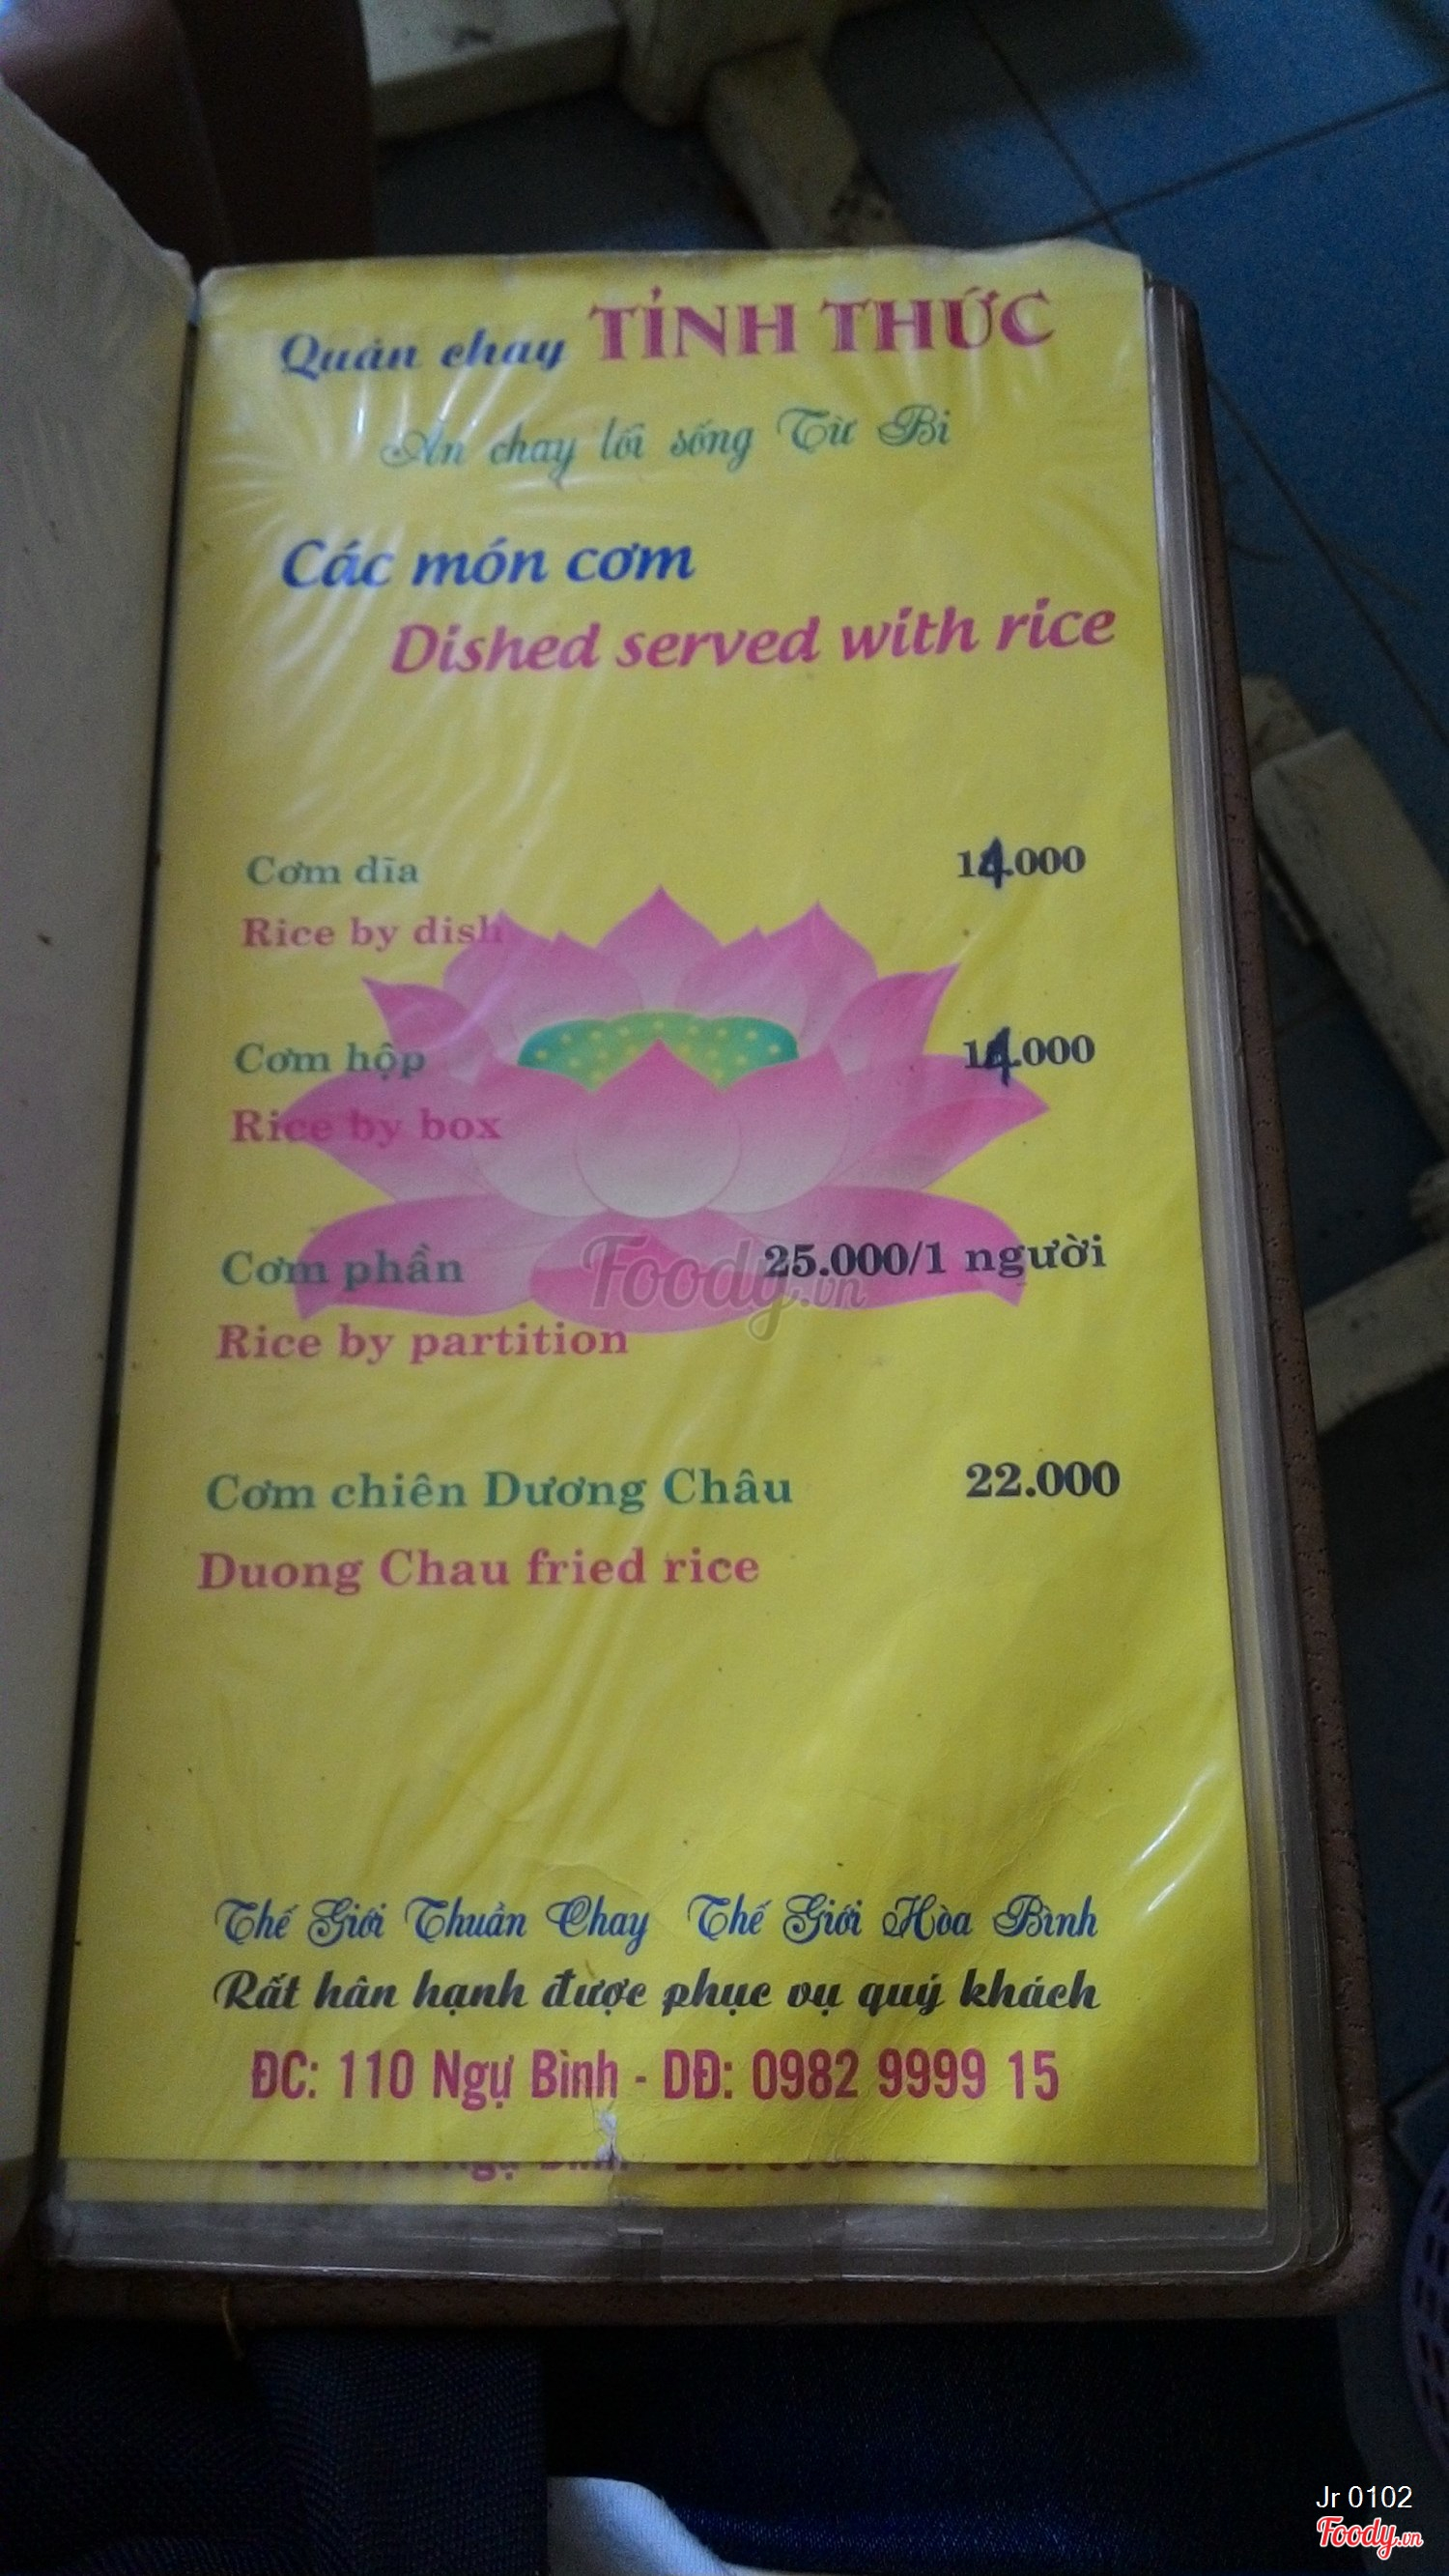 Quán chay TỈNH THỨC
Ăn chay lối sống Từ Bi
Các món cơm
Dished served with rice
Cơm dĩa 14.000
Rice by dish
Cơm hộp 14.000
Rice by box
Cơm phần 25.000/1 người
Rice by partition
Cơm chiên Dương Châu 22.000
Duong Chau fried rice
Thế Giới Thuần Chay Thế Giới Hòa Bình
Rất hân hạnh được phục vụ quý khách
ĐC: 110 Ngự Bình - DĐ: 0982 9999 15
Foody.vn
Jr 0102
Foody.vn